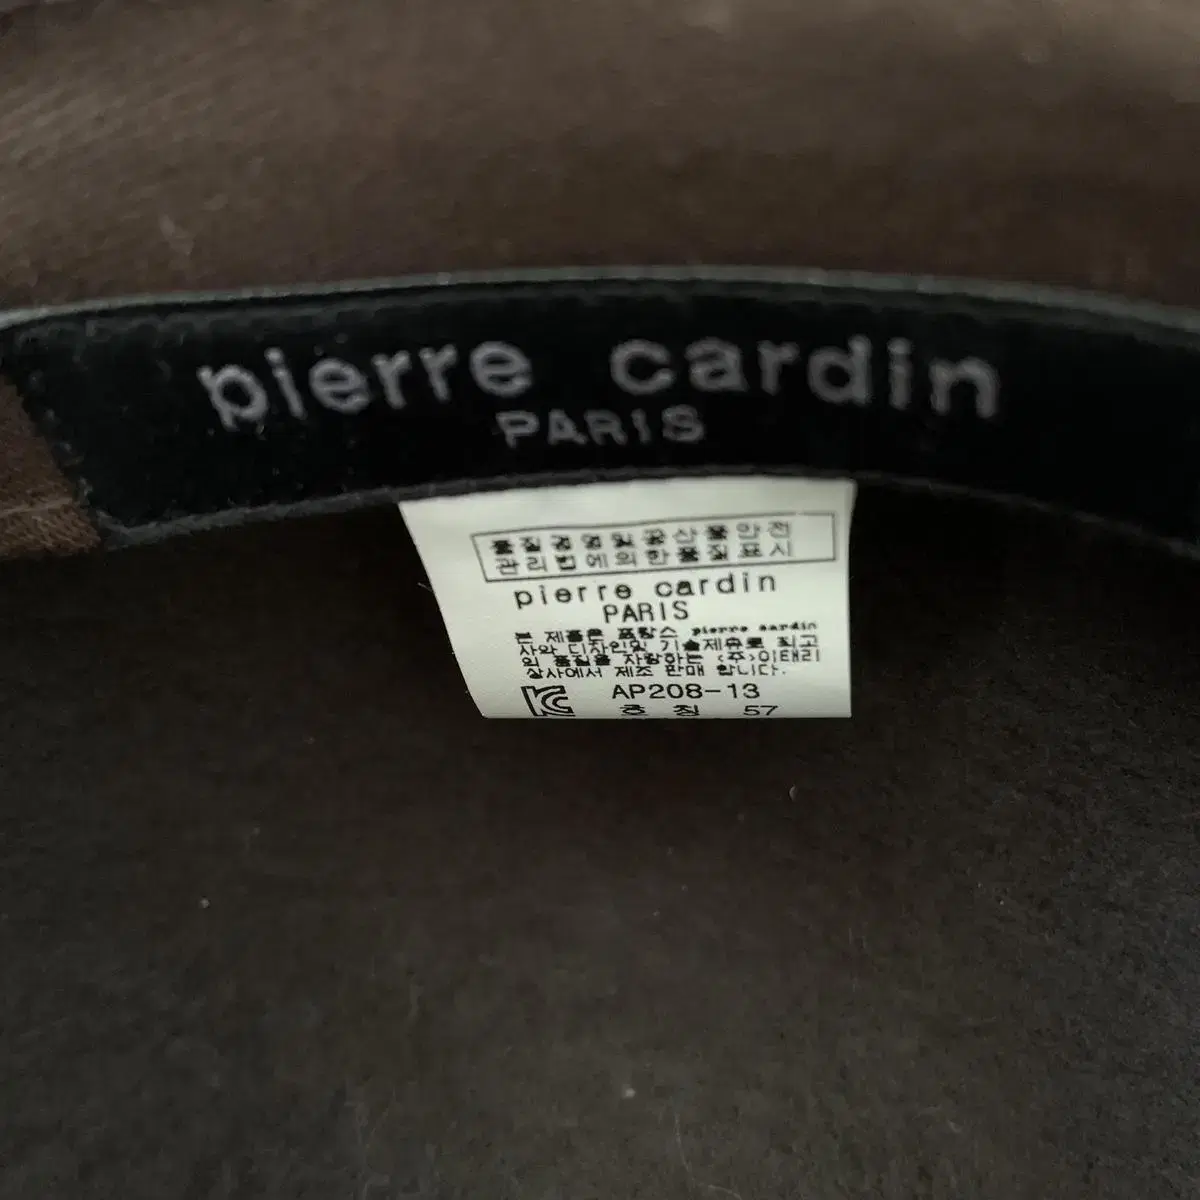 pierre cardin
PARIS
품질경영및공산품안전
관리법에의한품질표시
pierre cardin
PARIS
본 제품은 프랑스 pierre cardin
사와 디자인및 기술제휴로 최고
의 품질을 자랑하는 (주)이태리
상사에서 제조 판매 합니다.
KC AP208-13
호 칭 57